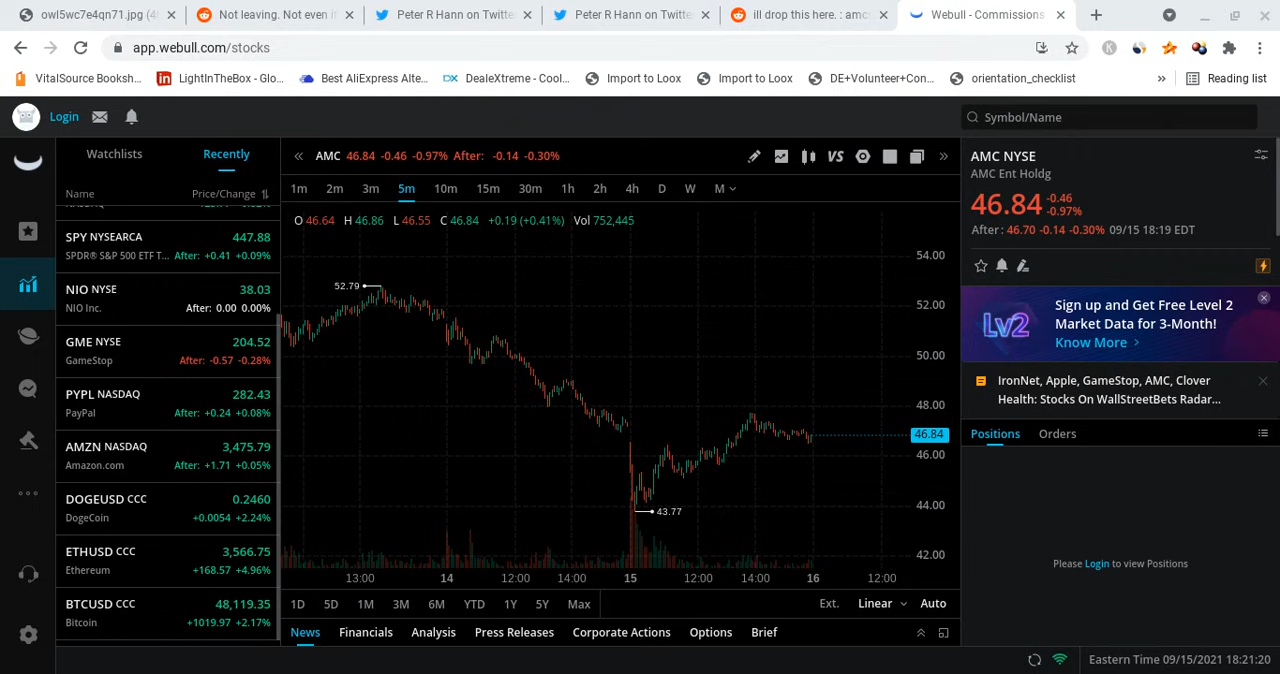 owl5wc7e4qn71.jpg (4
Not leaving. Not even i
Peter R Hann on Twitte
Peter R Hann on Twitte
ill drop this here. : amc
Webull - Commissions
app.webull.com/stocks
VitalSource Booksh...
LightInTheBox - Glo...
Best AliExpress Alte...
DX DealeXtreme - Cool...
Import to Loox
Import to Loox
DE+Volunteer+Con...
orientation_checklist
» Reading list
Login
Symbol/Name
Watchlists Recently
Name Price/Change
SPY NYSEARCA 447.88
SPDR® S&P 500 ETF T... After: +0.41 +0.09%
NIO NYSE 38.03
NIO Inc. After: 0.00 0.00%
GME NYSE 204.52
GameStop After: -0.57 -0.28%
PYPL NASDAQ 282.43
PayPal After: +0.24 +0.08%
AMZN NASDAQ 3,475.79
Amazon.com After: +1.71 +0.05%
DOGEUSD CCC 0.2460
DogeCoin +0.0054 +2.24%
ETHUSD CCC 3,566.75
Ethereum +168.57 +4.96%
BTCUSD CCC 48,119.35
Bitcoin +1019.97 +2.17%
« AMC 46.84 -0.46 -0.97% After: -0.14 -0.30% VS »
1m 2m 3m 5m 10m 15m 30m 1h 2h 4h D W M
O 46.64 H 46.86 L 46.55 C 46.84 +0.19 (+0.41%) Vol 752,445
54.00
52.79
52.00
50.00
48.00
46.84
46.00
43.77
44.00
42.00
13:00 14 12:00 14:00 15 12:00 14:00 16 12:00
1D 5D 1M 3M 6M YTD 1Y 5Y Max Ext. Linear Auto
News Financials Analysis Press Releases Corporate Actions Options Brief
AMC NYSE
AMC Ent Holdg
46.84 -0.46
-0.97%
After: 46.70 -0.14 -0.30% 09/15 18:19 EDT
Lv2
Sign up and Get Free Level 2
Market Data for 3-Month!
Know More >
IronNet, Apple, GameStop, AMC, Clover
Health: Stocks On WallStreetBets Radar...
Positions Orders
Please Login to view Positions
Eastern Time 09/15/2021 18:21:20